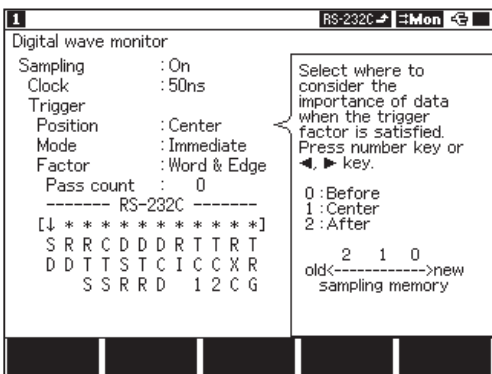 1 RS-232C Mon
Digital wave monitor
Sampling :On
Clock :50ns
Trigger
Position :Center
Mode :Immediate
Factor :Word & Edge
Pass count : 0
------- RS-232C -------
[↓ * * * * * * * * * * *]
S R R C D D D R T T R T
D D T T S T C I C C X R
S S R R D 1 2 C G
Select where to
consider the
importance of data
when the trigger
factor is satisfied.
Press number key or
◀, ▶ key.
0 :Before
1 :Center
2 :After
2 1 0
old<------------>new
sampling memory